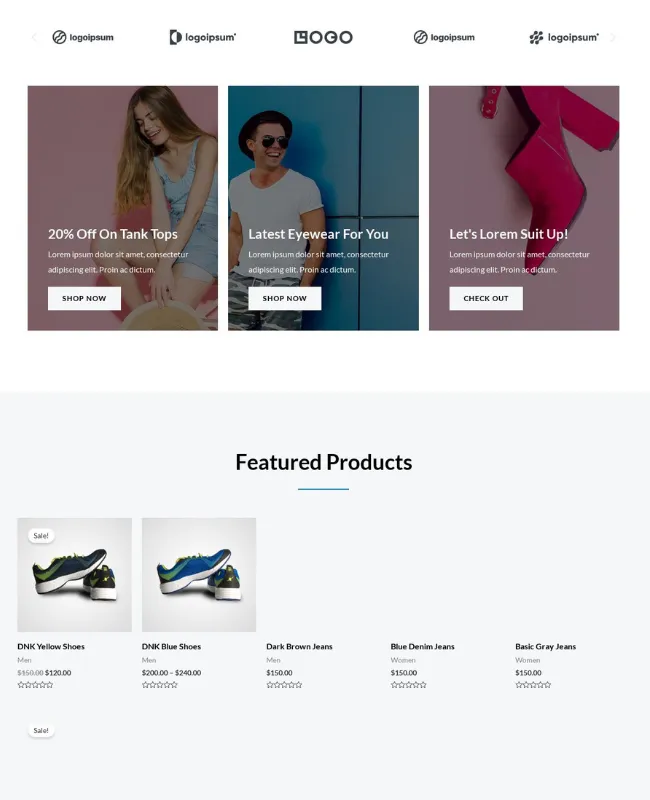 logoipsum
logoipsum
LOGO
logoipsum
logoipsum
20% Off On Tank Tops
Lorem ipsum dolor sit amet, consectetur
adipiscing elit. Proin ac dictum.
SHOP NOW
Latest Eyewear For You
Lorem ipsum dolor sit amet, consectetur
adipiscing elit. Proin ac dictum.
SHOP NOW
Let's Lorem Suit Up!
Lorem ipsum dolor sit amet, consectetur
adipiscing elit. Proin ac dictum.
CHECK OUT
Featured Products
Sale!
DNK Yellow Shoes
Men
$150.00 $120.00
DNK Blue Shoes
Men
$200.00 – $240.00
Dark Brown Jeans
Men
$150.00
Blue Denim Jeans
Women
$150.00
Basic Gray Jeans
Women
$150.00
Sale!